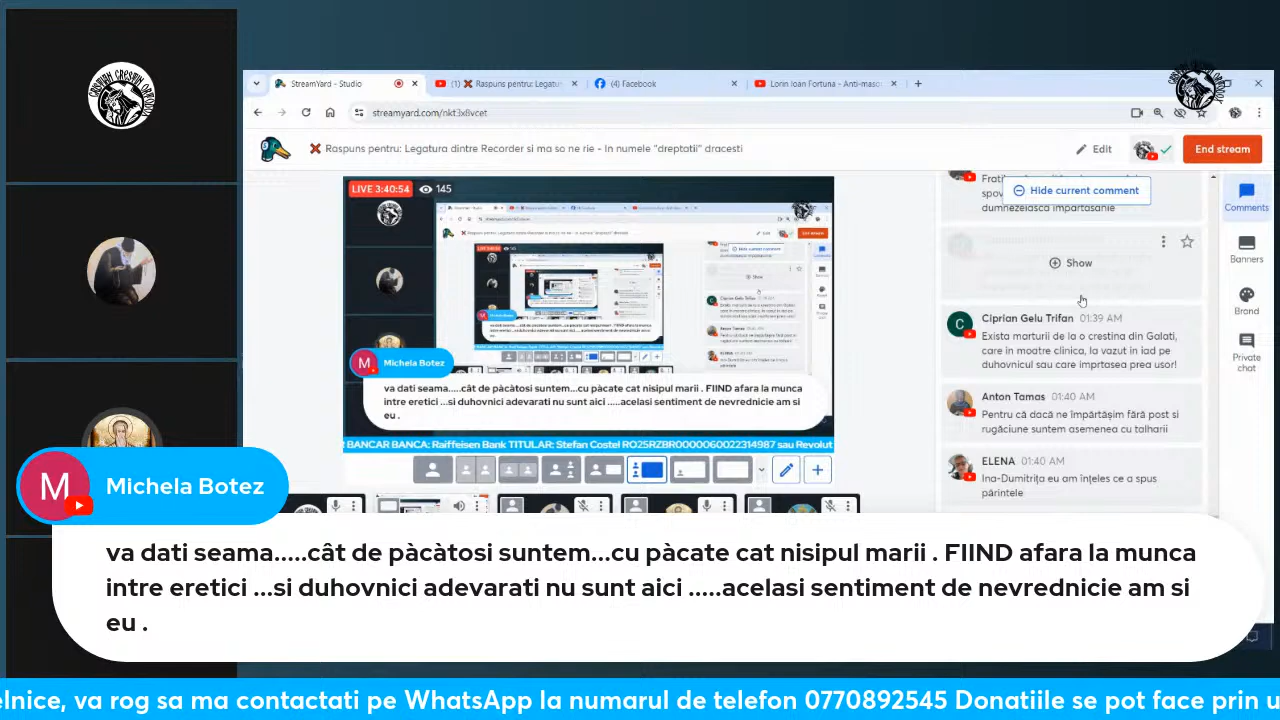 StreamYard - Studio
(1) ❌ Raspuns pentru: Legatu
(4) Facebook
Lorin Ioan Fortuna - Anti-maso
streamyard.com/nkt3x8vcet
❌ Raspuns pentru: Legatura dintre Recorder si ma so ne rie - In numele "dreptatii" dracesti
Edit
End stream
LIVE 3:40:54
145
Michela Botez
va dati seama.....cât de pàcàtosi suntem...cu pàcate cat nisipul marii . FIIND afara la munca
intre eretici ...si duhovnici adevarati nu sunt aici .....acelasi sentiment de nevrednicie am si
eu .
BANCAR BANCA: Raiffeisen Bank TITULAR: Stefan Costel RO25RZBR0000060022314987 sau Revolut
Hide current comment
spov
dumnezeiasca impartasanie
Show
Ciprian Gelu Trifan 01:39 AM
Exista marturii de la o crestina din Galati,
care in moatre clinica, la vazut in iad pe
duhovnicul sau care imprtasea prea usor!
Anton Tamas 01:40 AM
Pentru că dacă ne împărtășim fără post si
rugăciune suntem asemenea cu talharii
ELENA 01:40 AM
Ina-Dumitrița eu am înțeles ce a spus
părintele
Comments
Banners
Brand
Private
chat
Michela Botez
va dati seama.....cât de pàcàtosi suntem...cu pàcate cat nisipul marii . FIIND afara la munca
intre eretici ...si duhovnici adevarati nu sunt aici .....acelasi sentiment de nevrednicie am si
eu .
elnice, va rog sa ma contactati pe WhatsApp la numarul de telefon 0770892545 Donatiile se pot face prin u